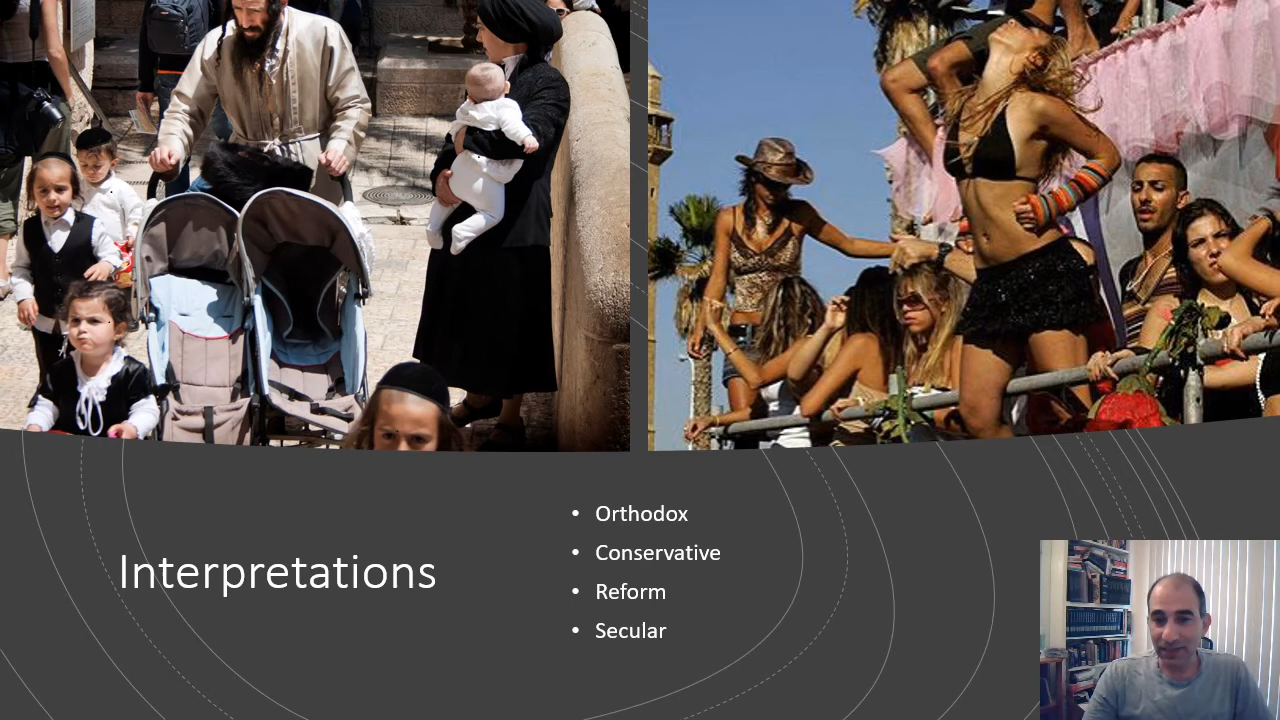 Interpretations
• Orthodox
• Conservative
• Reform
• Secular